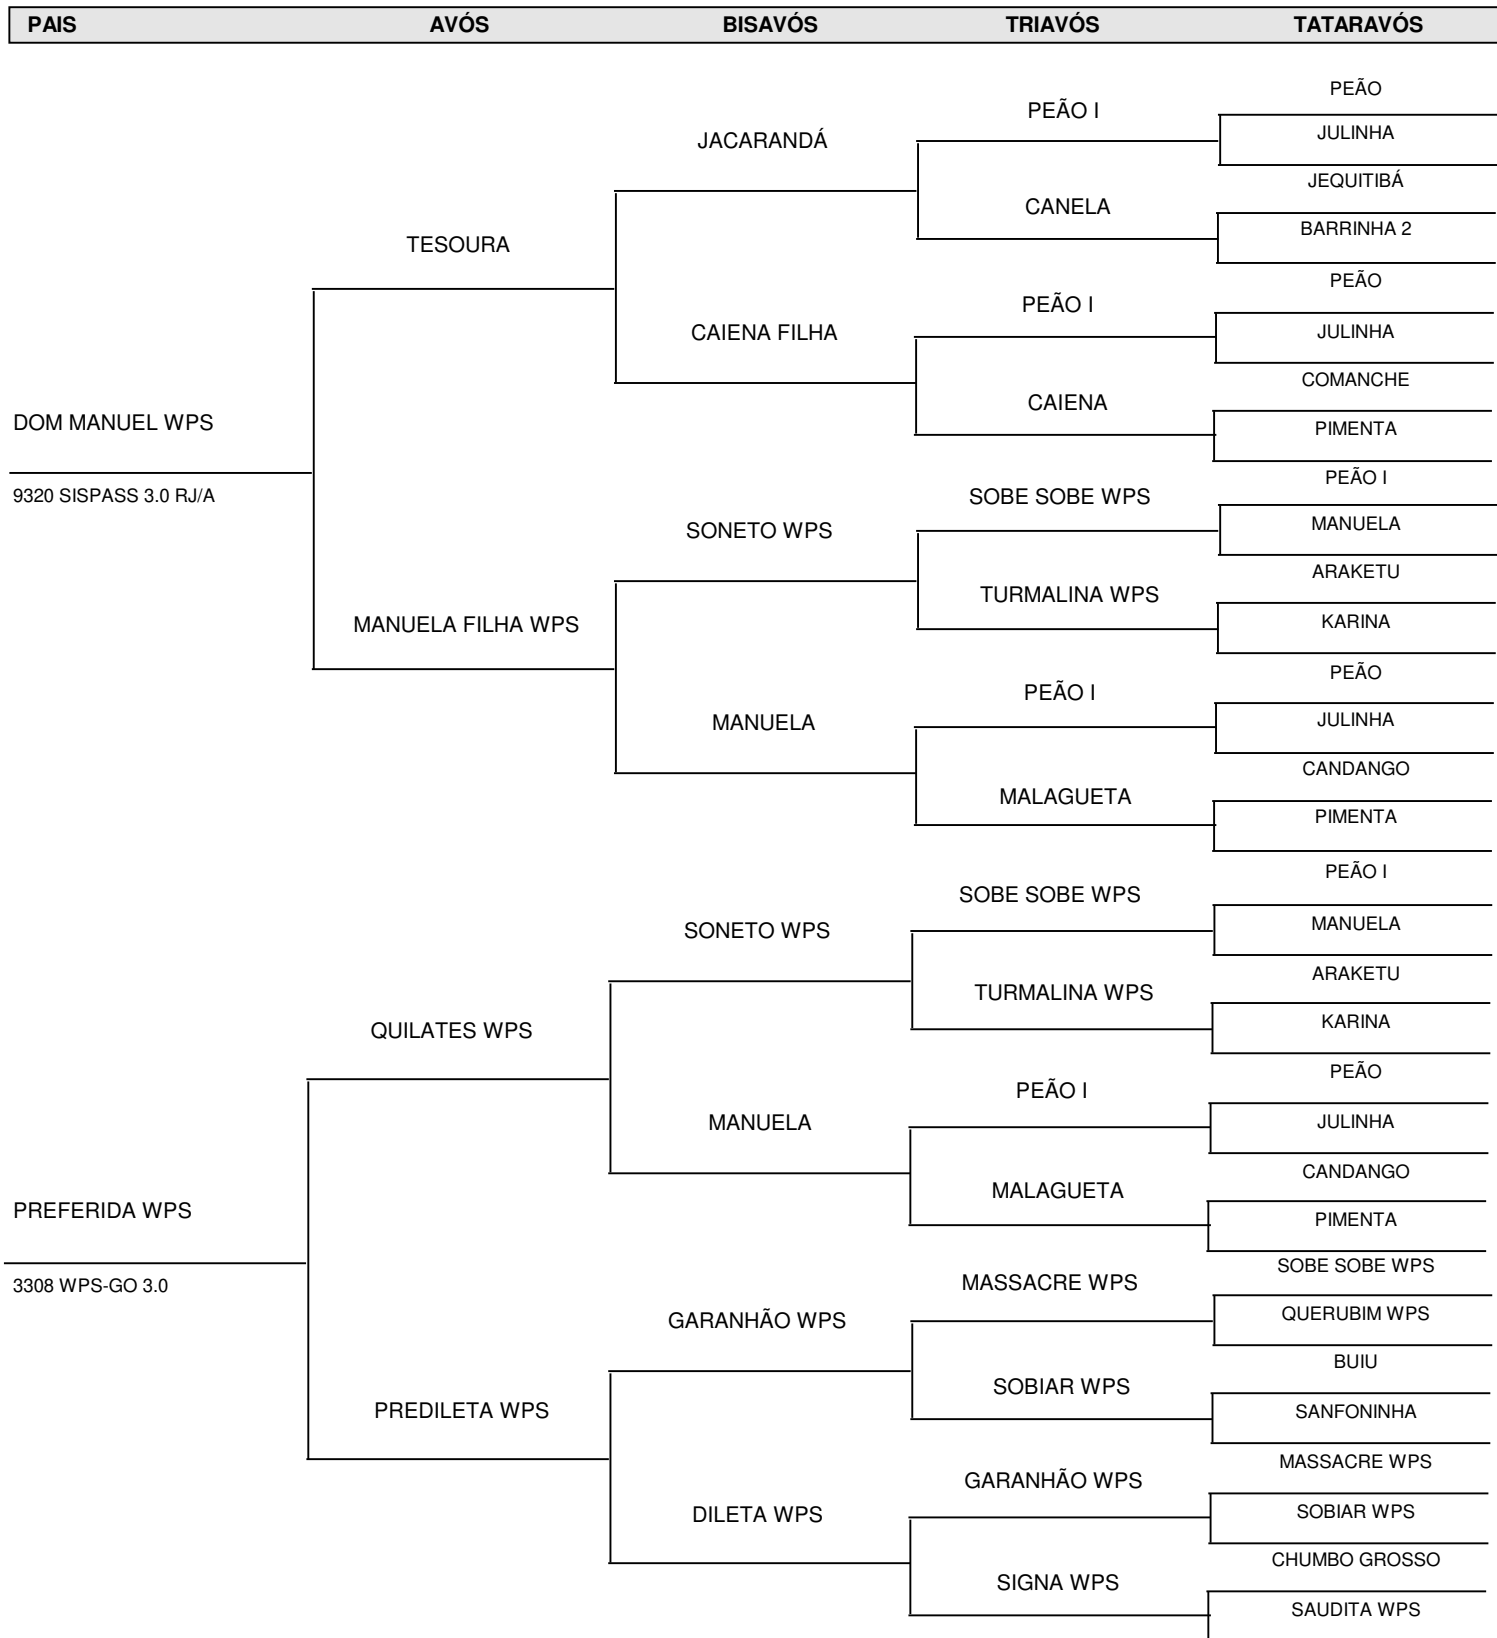 PAIS AVÓS BISAVÓS TRIAVÓS TATARAVÓS
PEÃO
PEÃO I
JULINHA
JACARANDÁ
JEQUITIBÁ
CANELA
BARRINHA 2
TESOURA
PEÃO
PEÃO I
JULINHA
CAIENA FILHA
COMANCHE
CAIENA
DOM MANUEL WPS
PIMENTA
PEÃO I
9320 SISPASS 3.0 RJ/A
SOBE SOBE WPS
MANUELA
SONETO WPS
ARAKETU
TURMALINA WPS
KARINA
MANUELA FILHA WPS
PEÃO
PEÃO I
JULINHA
MANUELA
CANDANGO
MALAGUETA
PIMENTA
PEÃO I
SOBE SOBE WPS
MANUELA
SONETO WPS
ARAKETU
TURMALINA WPS
KARINA
QUILATES WPS
PEÃO
PEÃO I
JULINHA
MANUELA
CANDANGO
MALAGUETA
PREFERIDA WPS
PIMENTA
SOBE SOBE WPS
3308 WPS-GO 3.0
MASSACRE WPS
QUERUBIM WPS
GARANHÃO WPS
BUIU
SOBIAR WPS
PREDILETA WPS
SANFONINHA
MASSACRE WPS
GARANHÃO WPS
SOBIAR WPS
DILETA WPS
CHUMBO GROSSO
SIGNA WPS
SAUDITA WPS